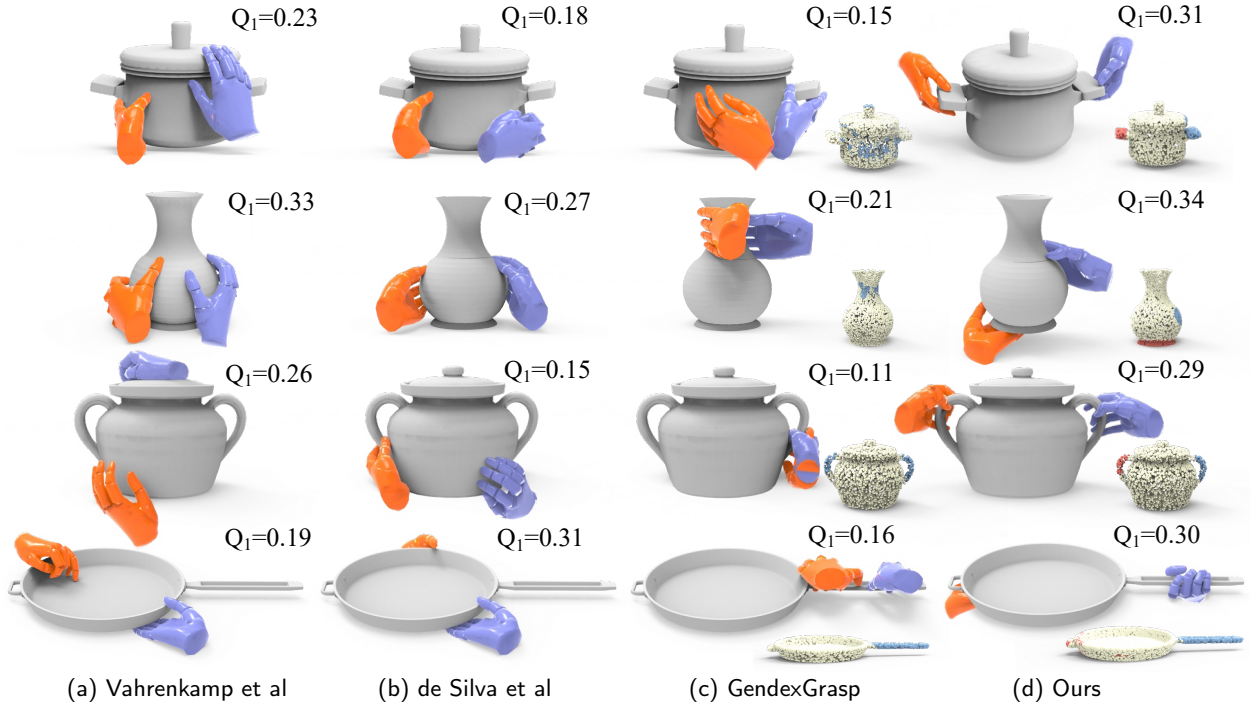 Q1=0.23 Q1=0.18 Q1=0.15 Q1=0.31
Q1=0.33 Q1=0.27 Q1=0.21 Q1=0.34
Q1=0.26 Q1=0.15 Q1=0.11 Q1=0.29
Q1=0.19 Q1=0.31 Q1=0.16 Q1=0.30
(a) Vahrenkamp et al (b) de Silva et al (c) GendexGrasp (d) Ours